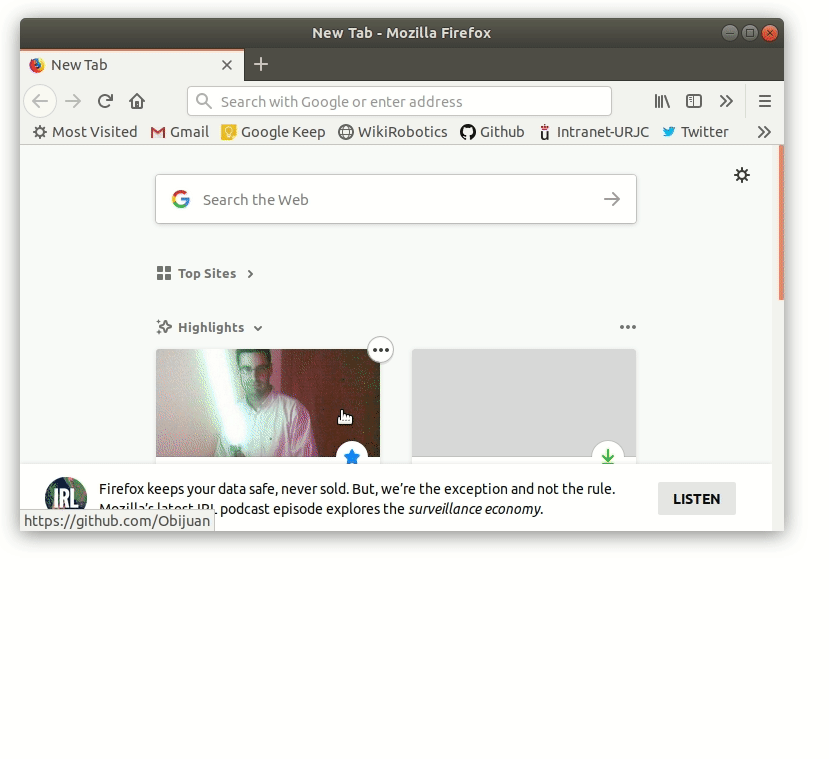 New Tab - Mozilla Firefox
New Tab
Search with Google or enter address
Most Visited Gmail Google Keep WikiRobotics Github Intranet-URJC Twitter
Search the Web
Top Sites
Highlights
IRL Firefox keeps your data safe, never sold. But, we’re the exception and not the rule.
Mozilla’s latest IRL podcast episode explores the surveillance economy.
LISTEN
https://github.com/Obijuan